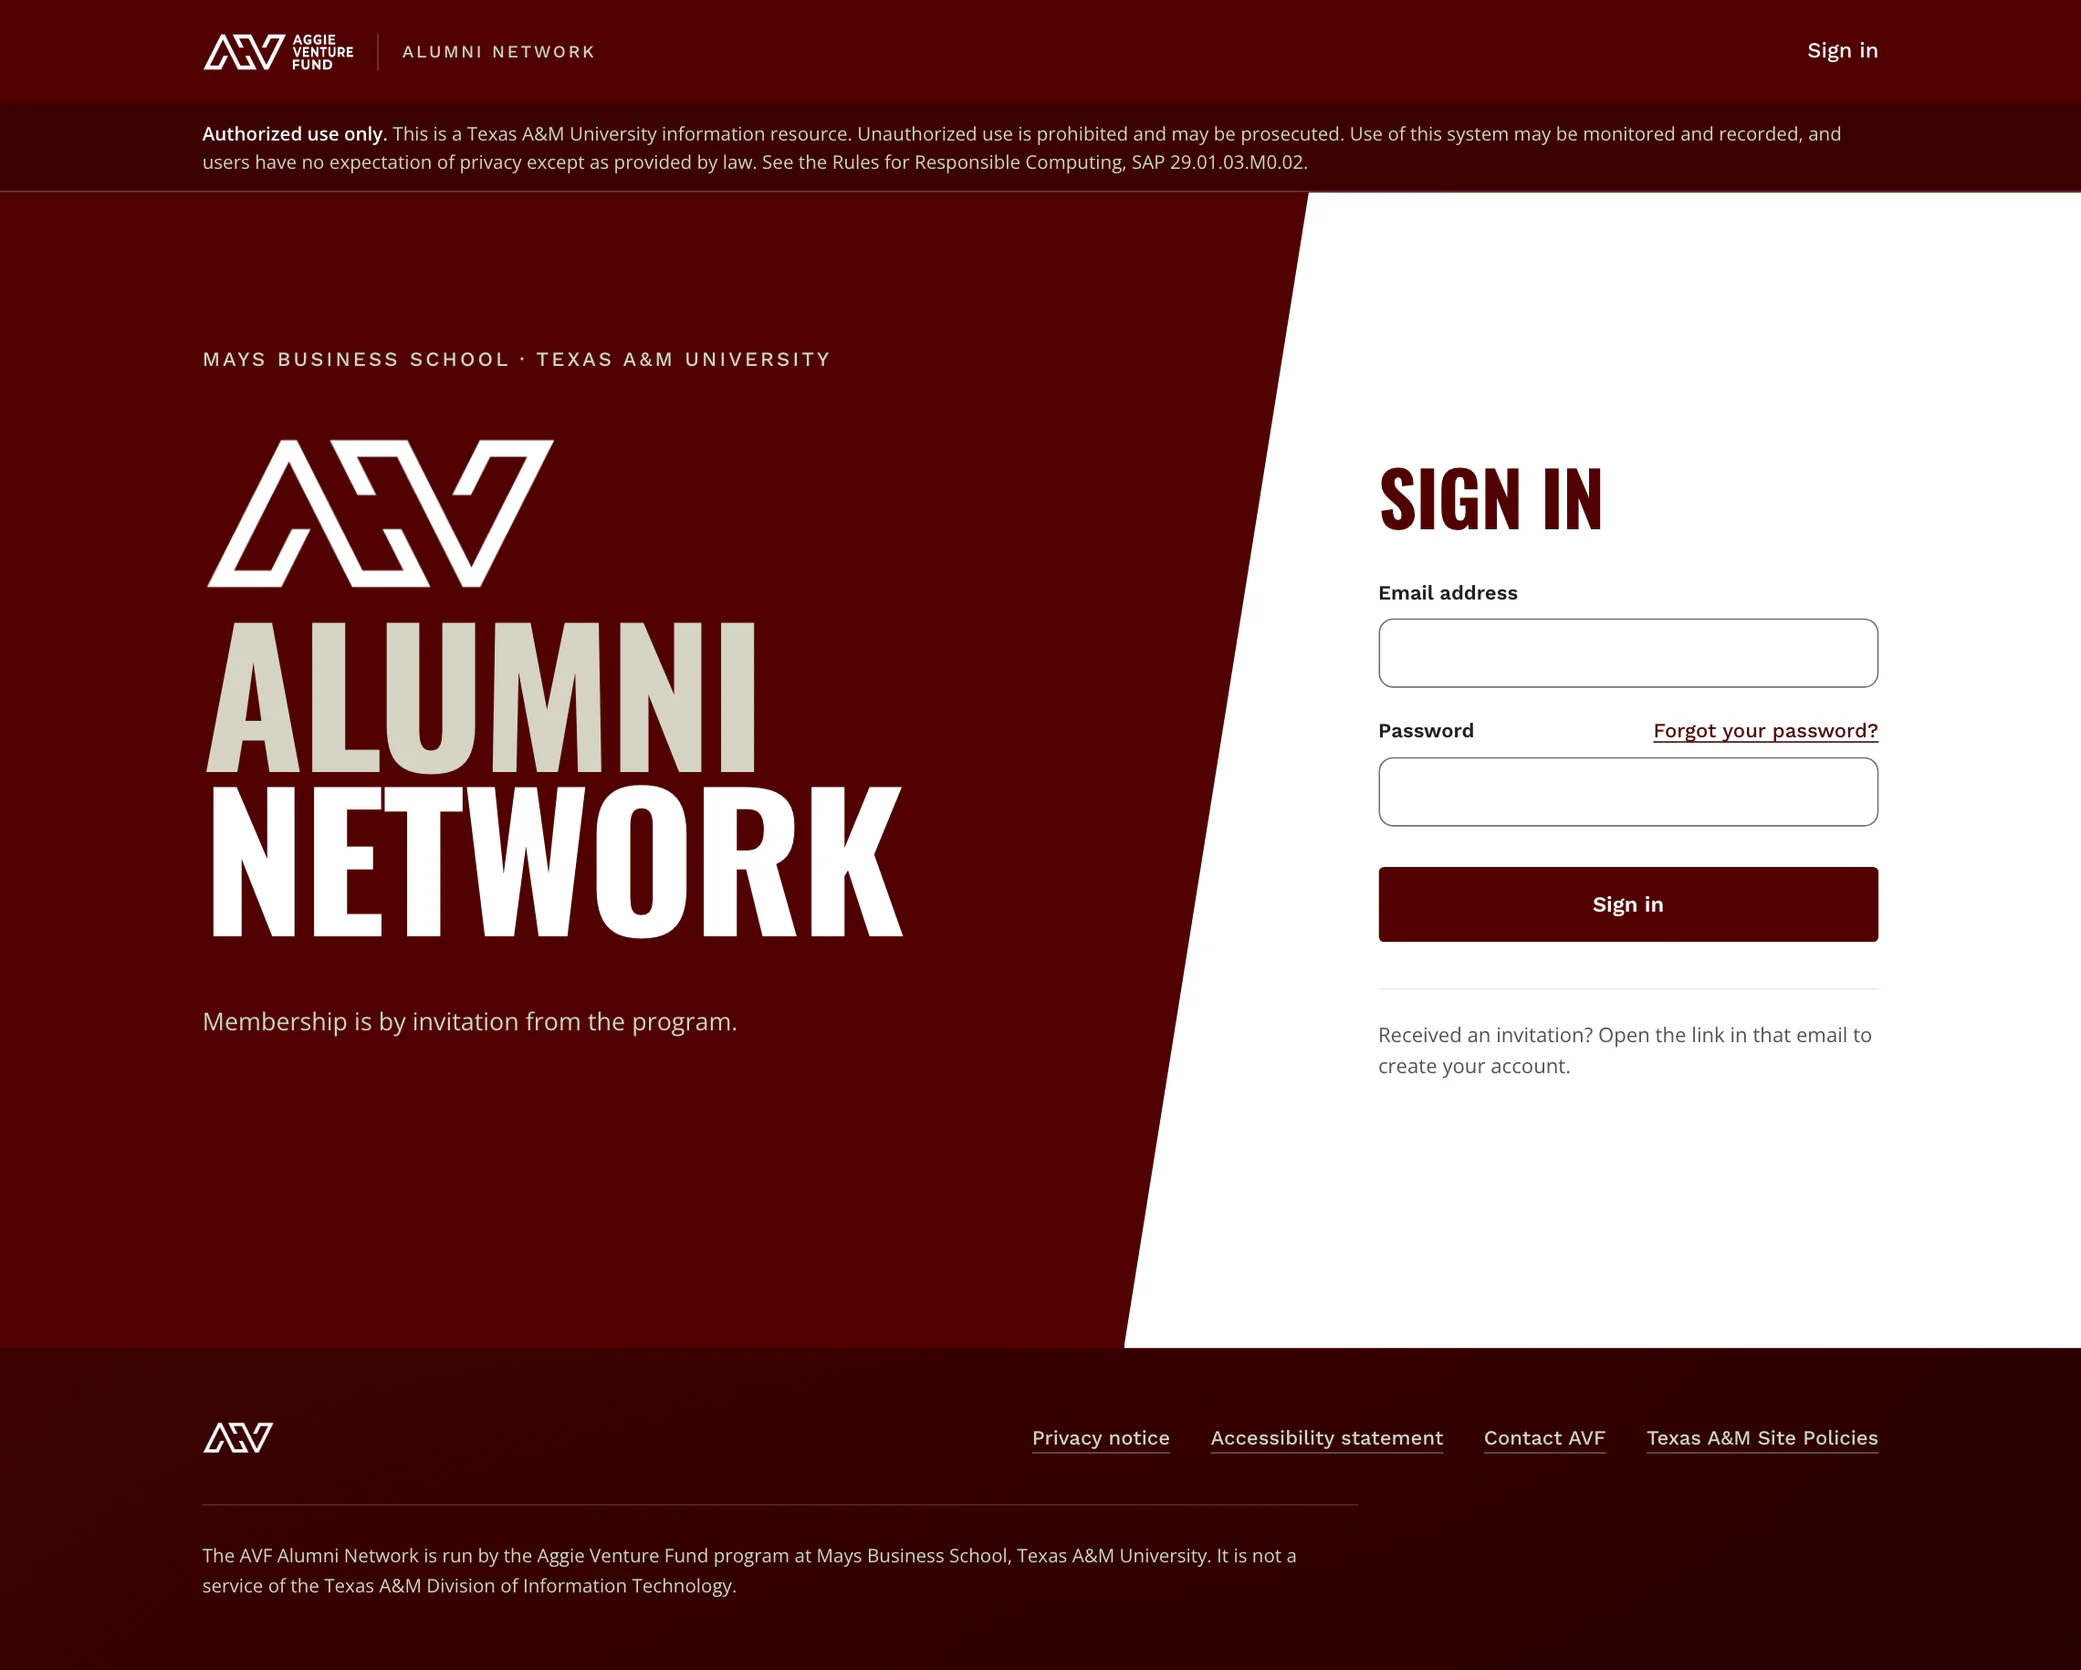 AGGIE
VENTURE
FUND
ALUMNI NETWORK
Sign in
Authorized use only. This is a Texas A&M University information resource. Unauthorized use is prohibited and may be prosecuted. Use of this system may be monitored and recorded, and
users have no expectation of privacy except as provided by law. See the Rules for Responsible Computing, SAP 29.01.03.M0.02.
MAYS BUSINESS SCHOOL · TEXAS A&M UNIVERSITY
AV
ALUMNI
NETWORK
Membership is by invitation from the program.
SIGN IN
Email address
Password
Forgot your password?
Sign in
Received an invitation? Open the link in that email to
create your account.
Privacy notice
Accessibility statement
Contact AVF
Texas A&M Site Policies
The AVF Alumni Network is run by the Aggie Venture Fund program at Mays Business School, Texas A&M University. It is not a
service of the Texas A&M Division of Information Technology.